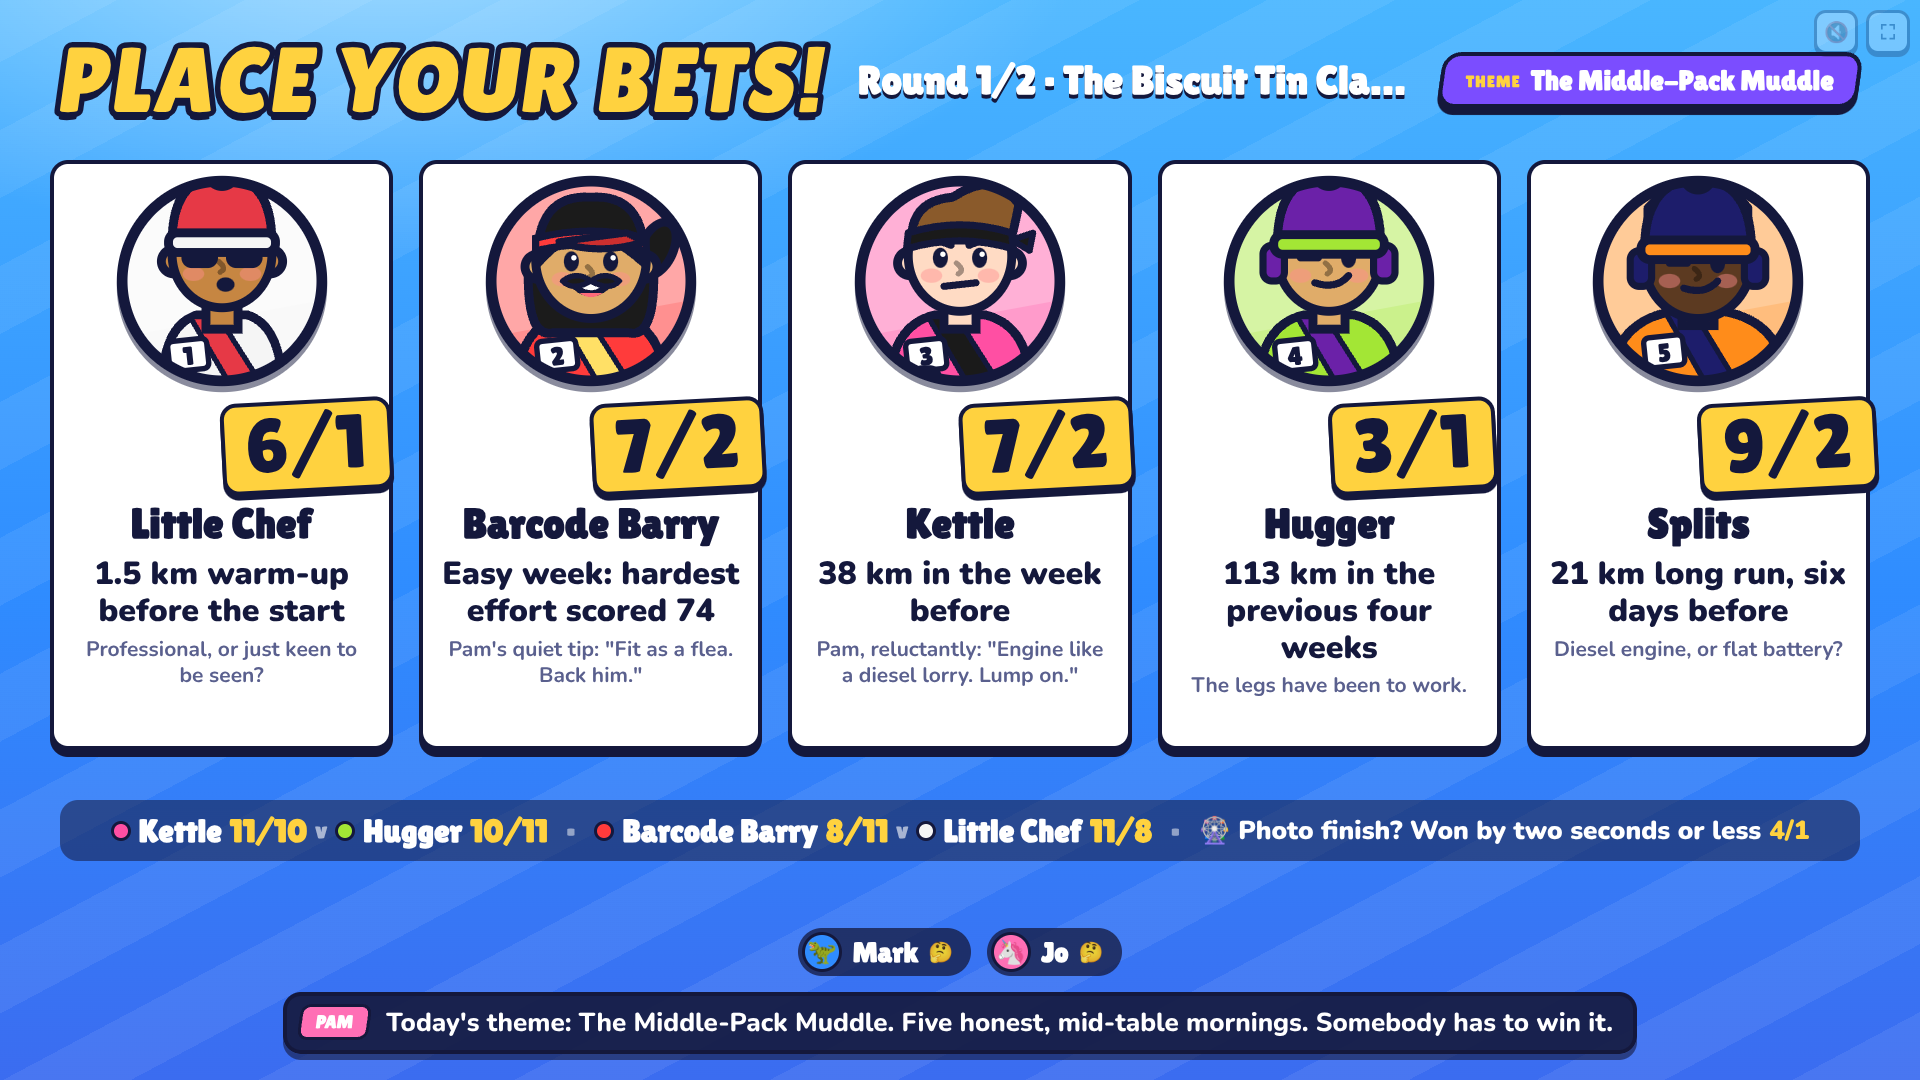 PLACE YOUR BETS!
Round 1/2 · The Biscuit Tin Cla...
THEME The Middle-Pack Muddle
1
6/1
Little Chef
1.5 km warm-up
before the start
Professional, or just keen to
be seen?
2
7/2
Barcode Barry
Easy week: hardest
effort scored 74
Pam's quiet tip: "Fit as a flea.
Back him."
3
7/2
Kettle
38 km in the week
before
Pam, reluctantly: "Engine like
a diesel lorry. Lump on."
4
3/1
Hugger
113 km in the
previous four
weeks
The legs have been to work.
5
9/2
Splits
21 km long run, six
days before
Diesel engine, or flat battery?
Kettle 11/10 v Hugger 10/11 · Barcode Barry 8/11 v Little Chef 11/8 · Photo finish? Won by two seconds or less 4/1
Mark
Jo
PAM Today's theme: The Middle-Pack Muddle. Five honest, mid-table mornings. Somebody has to win it.